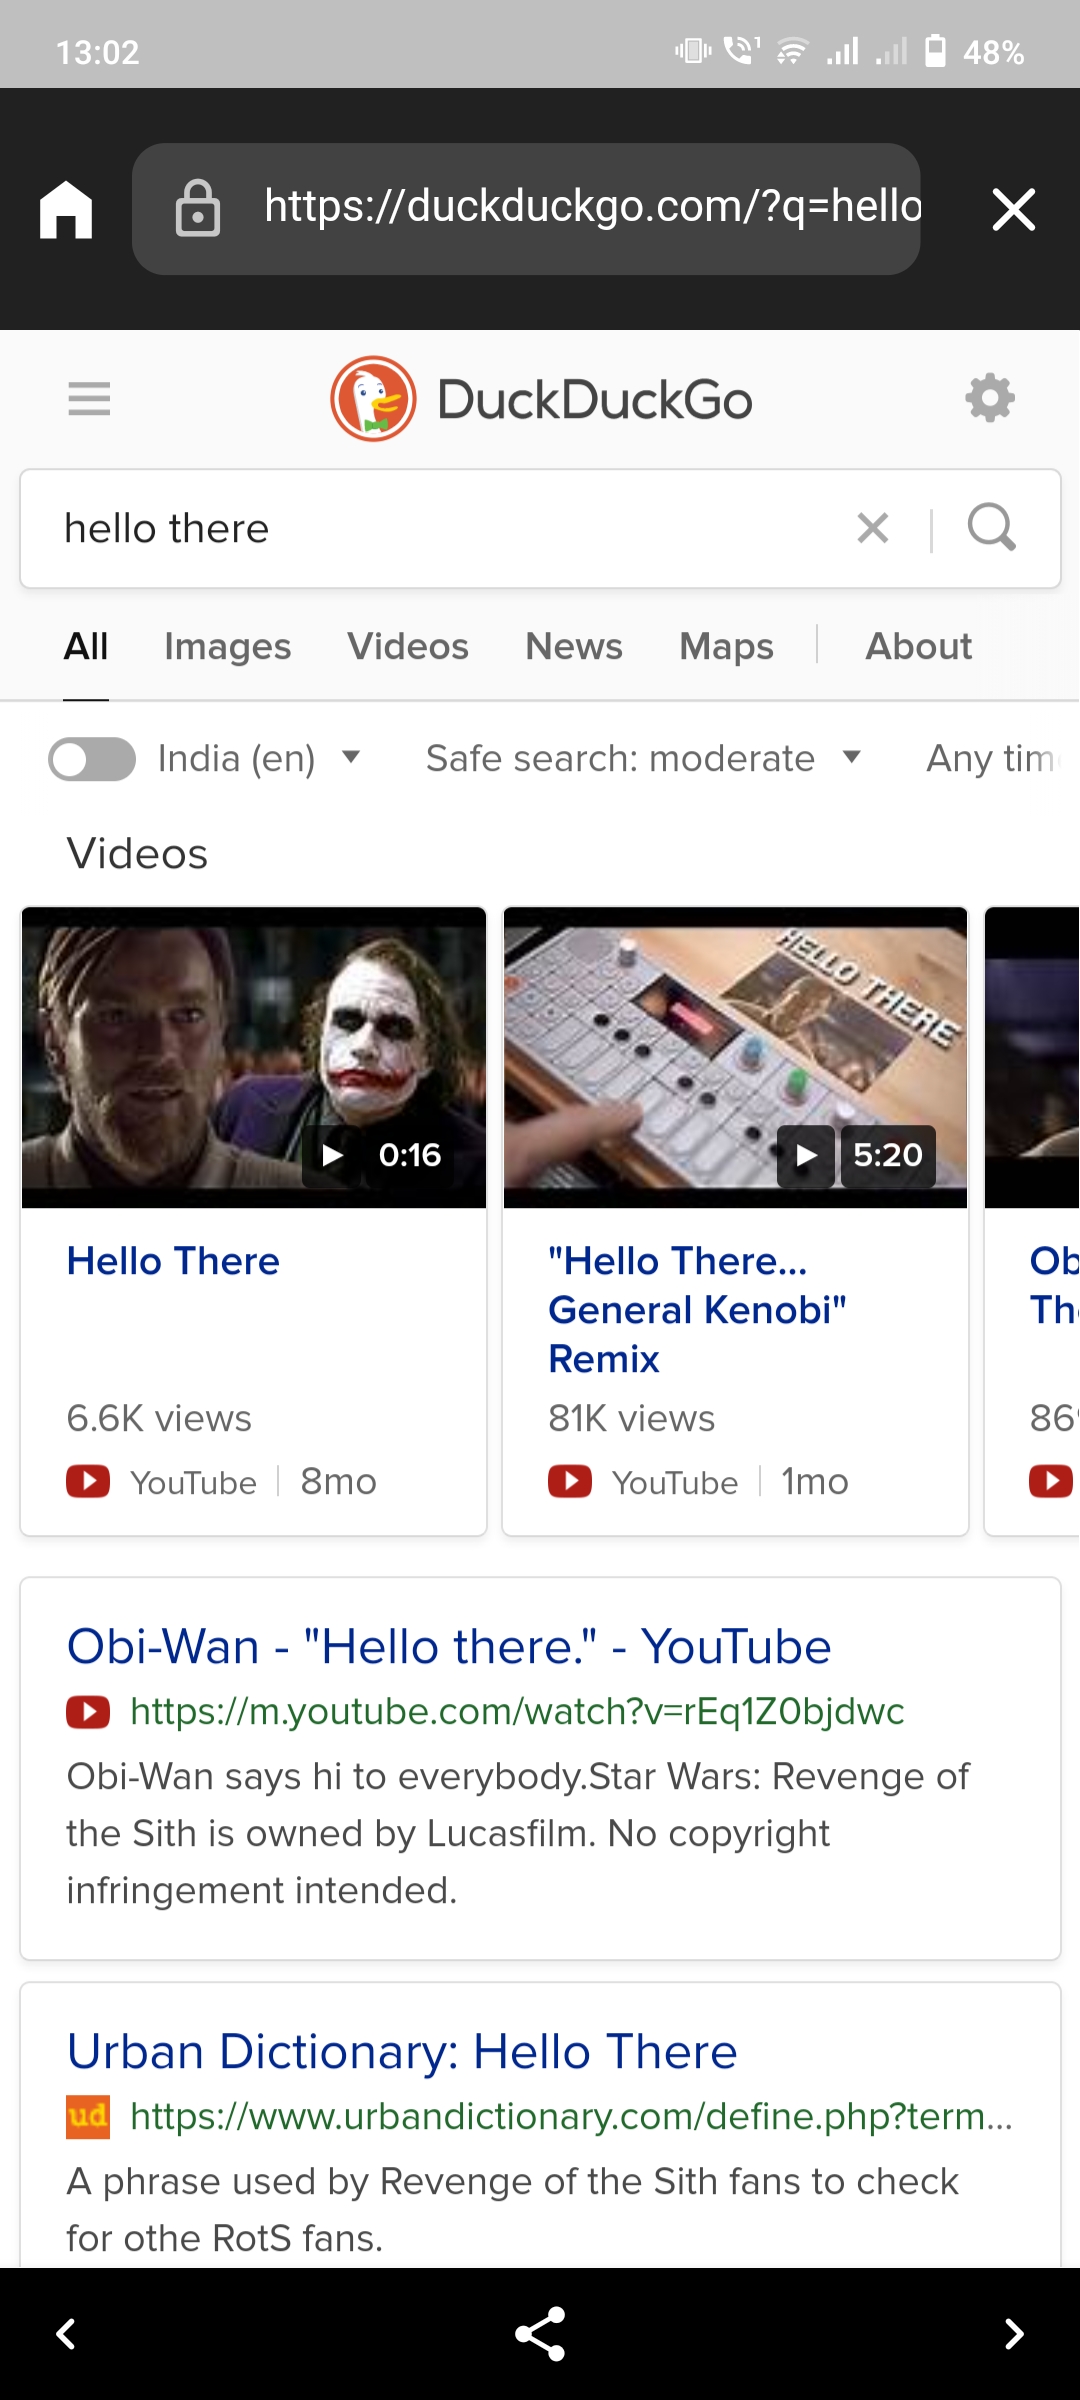 13:02
1
48%
https://duckduckgo.com/?q=hello
DuckDuckGo
hello there
All Images Videos News Maps About
India (en) Safe search: moderate Any tim
Videos
HELLO THERE
0:16
5:20
Hello There
"Hello There...
General Kenobi"
Remix
Ob
Th
6.6K views
81K views
86
YouTube 8mo
YouTube 1mo
Obi-Wan - "Hello there." - YouTube
https://m.youtube.com/watch?v=rEq1Z0bjdwc
Obi-Wan says hi to everybody.Star Wars: Revenge of
the Sith is owned by Lucasfilm. No copyright
infringement intended.
Urban Dictionary: Hello There
ud https://www.urbandictionary.com/define.php?term...
A phrase used by Revenge of the Sith fans to check
for othe RotS fans.